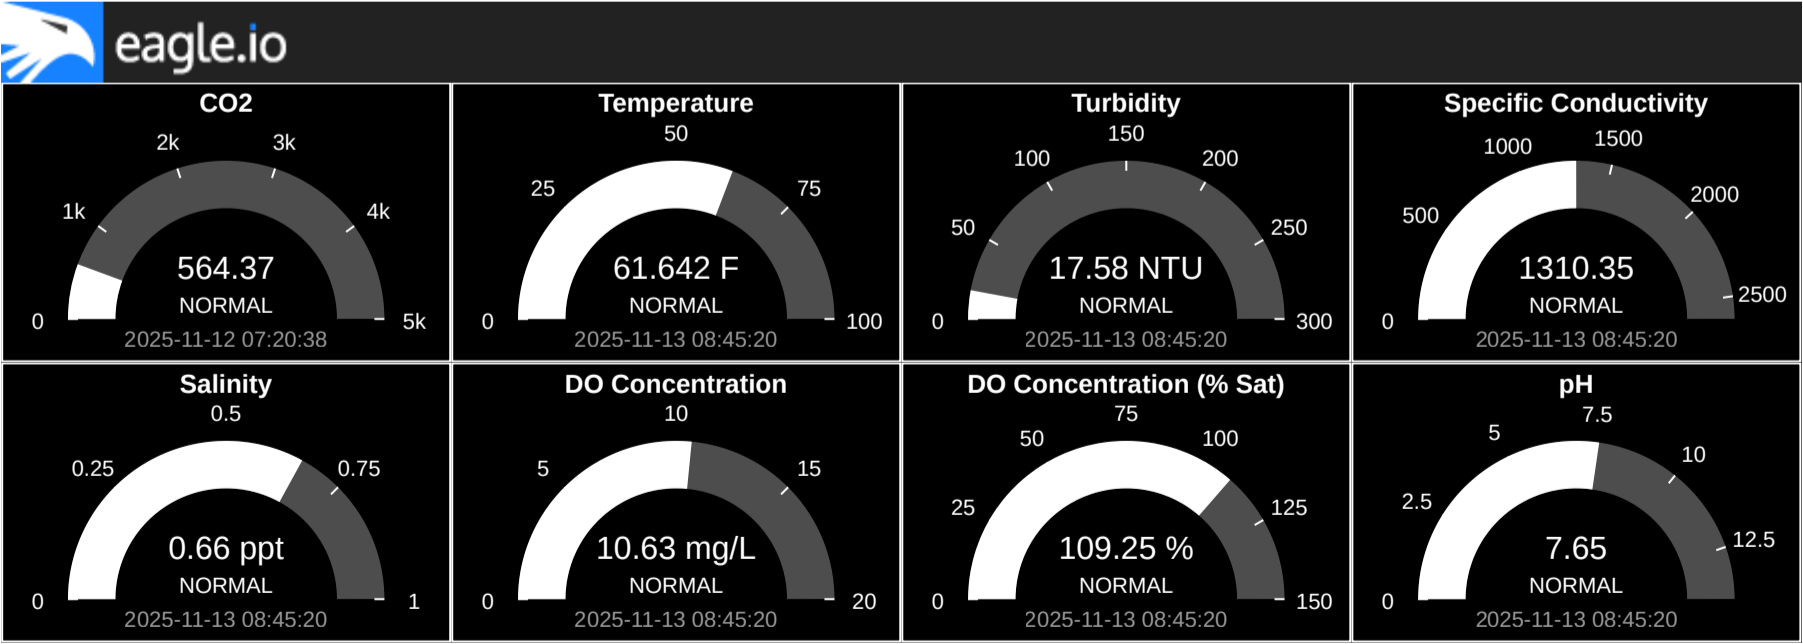 eagle.io
CO2
0
1k
2k
3k
4k
5k
564.37
NORMAL
2025-11-12 07:20:38
Temperature
0
25
50
75
100
61.642 F
NORMAL
2025-11-13 08:45:20
Turbidity
0
50
100
150
200
250
300
17.58 NTU
NORMAL
2025-11-13 08:45:20
Specific Conductivity
0
500
1000
1500
2000
2500
1310.35
NORMAL
2025-11-13 08:45:20
Salinity
0
0.25
0.5
0.75
1
0.66 ppt
NORMAL
2025-11-13 08:45:20
DO Concentration
0
5
10
15
20
10.63 mg/L
NORMAL
2025-11-13 08:45:20
DO Concentration (% Sat)
0
25
50
75
100
125
150
109.25 %
NORMAL
2025-11-13 08:45:20
pH
0
2.5
5
7.5
10
12.5
7.65
NORMAL
2025-11-13 08:45:20